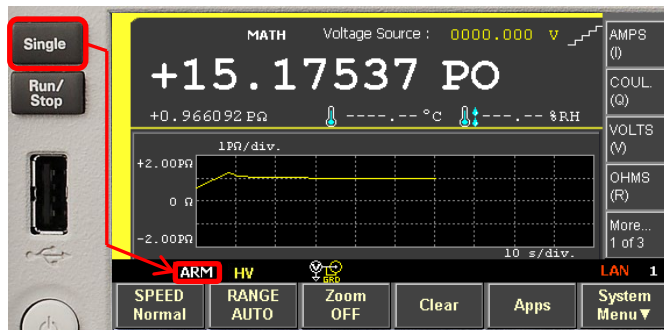 Single
Run/
Stop
MATH Voltage Source : 0000.000 V
+15.17537 PO
+0.966092 PΩ ----.--°C ---.-- %RH
1PΩ/div.
+2.00PΩ
0 Ω
-2.00PΩ
10 s/div.
AMPS
(I)
COUL.
(Q)
VOLTS
(V)
OHMS
(R)
More...
1 of 3
ARM HV GRD LAN 1
SPEED
Normal
RANGE
AUTO
Zoom
OFF
Clear
Apps
System
Menu▼